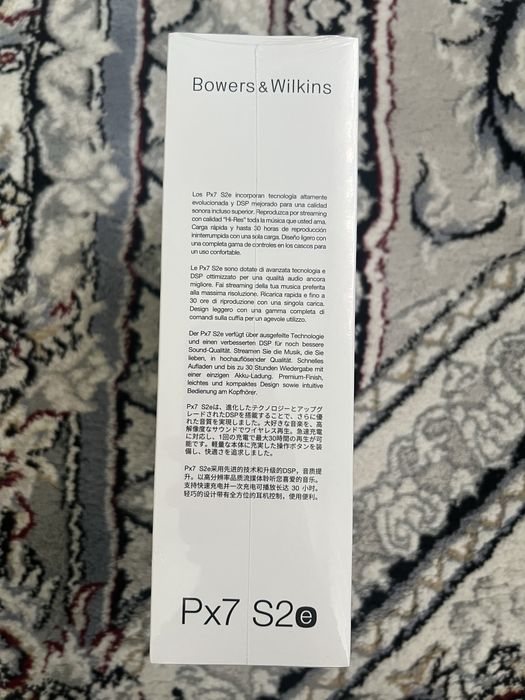 Bowers & Wilkins
Los Px7 S2e incorporan tecnología altamente
evolucionada y DSP mejorado para una calidad
sonora incluso superior. Reproduzca por streaming
con calidad "Hi-Res" toda la música que usted ama.
Carga rápida y hasta 30 horas de reproducción
ininterrumpida con una sola carga. Diseño ligero con
una completa gama de controles en los cascos para
un uso confortable.
Le Px7 S2e sono dotate di avanzata tecnologia e
DSP ottimizzato per una qualità audio ancora
migliore. Fai streaming della tua musica preferita
alla massima risoluzione. Ricarica rapida e fino a
30 ore di riproduzione con una singola carica.
Design leggero con una gamma completa di
comandi sulla cuffia per un agevole utilizzo.
Der Px7 S2e verfügt über ausgefeilte Technologie
und einen verbesserten DSP für noch bessere
Sound-Qualität. Streamen Sie die Musik, die Sie
lieben, in hochauflösender Qualität. Schnelles
Aufladen und bis zu 30 Stunden Wiedergabe mit
einer einzigen Akku-Ladung. Premium-Finish,
leichtes und kompaktes Design sowie intuitive
Bedienung am Kopfhörer.
Px7 S2eは、進化したテクノロジーとアップグ
レードされたDSPを搭載することで、さらに優
れた音質を実現しました。大好きな音楽を、高
解像度なサウンドでワイヤレス再生。急速充電
に対応し、1回の充電で最大30時間の再生が可
能です。軽量な本体に充実した操作ボタンを装
備し、快適さを追求しました。
Px7 S2e采用先进的技术和升级的DSP，音质提
升。以高分辨率品质流媒体聆听您喜爱的音乐。
支持快速充电并一次充电可播放长达 30 小时。
轻巧的设计带有全方位的耳机控制，使用便利。
Px7 S2e